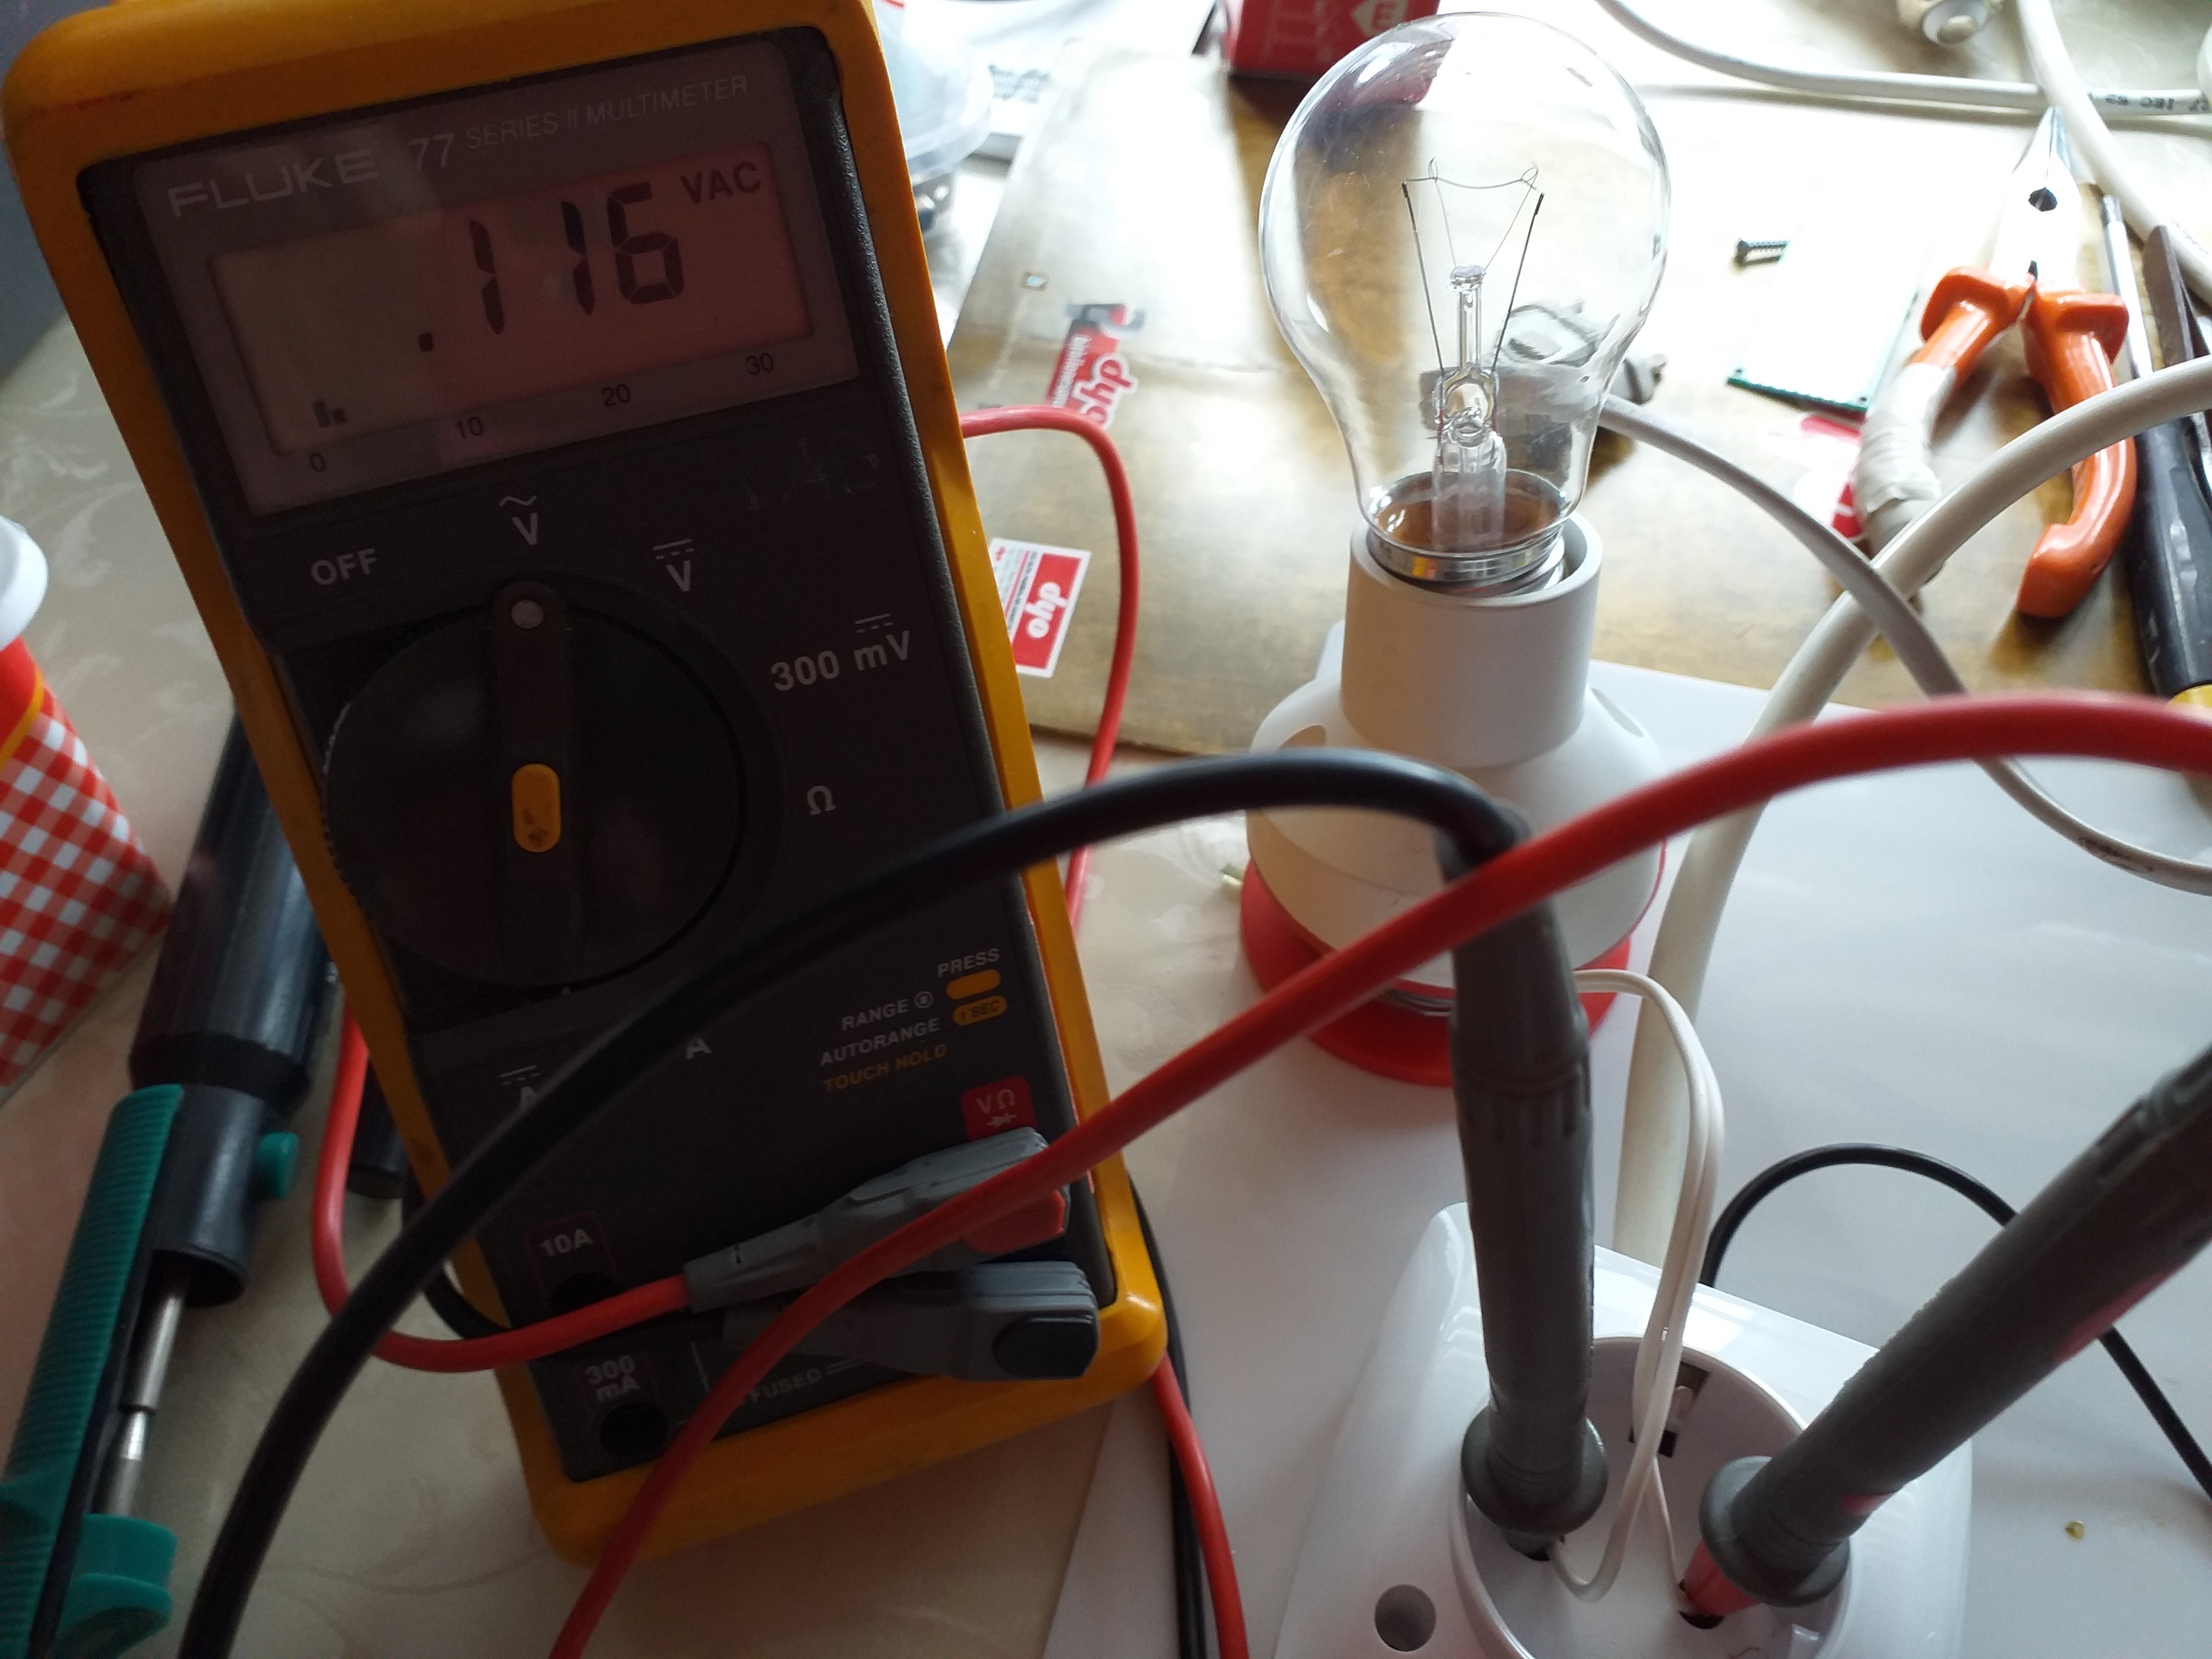 FLUKE 77 SERIES II MULTIMETER
.116 VAC
0 10 20 30
OFF
V
V
300 mV
Ω
A
A
PRESS
RANGE
1 SEC
AUTORANGE
TOUCH HOLD
VΩ
10A
300
mA
FUSED
dyo
dyo